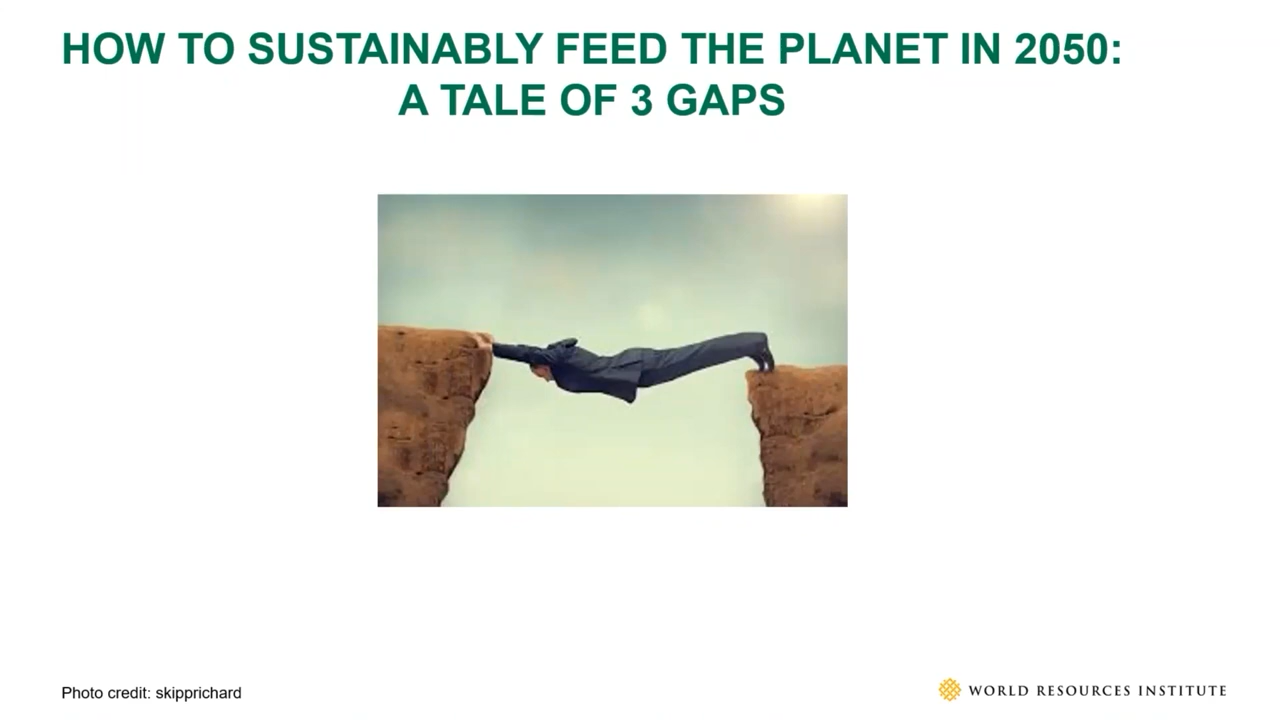 HOW TO SUSTAINABLY FEED THE PLANET IN 2050:
A TALE OF 3 GAPS
Photo credit: skipprichard
WORLD RESOURCES INSTITUTE